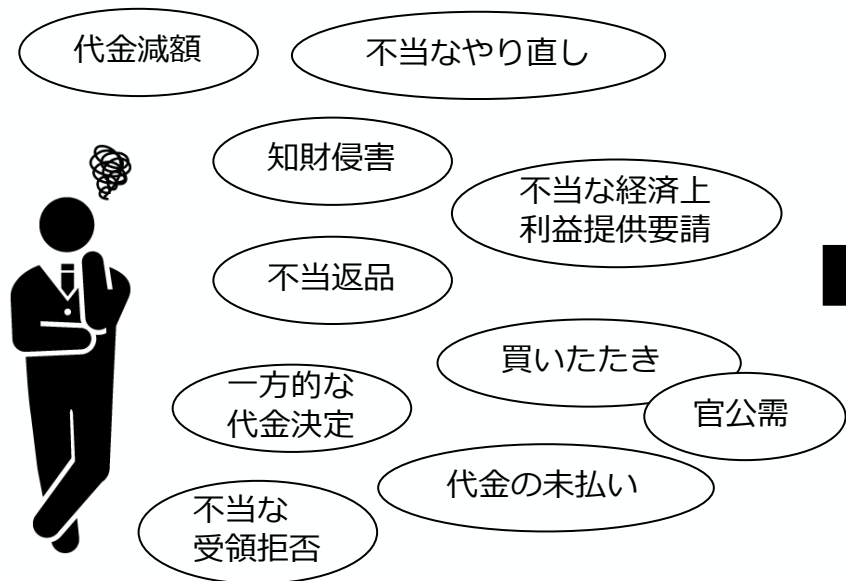 代金減額
不当なやり直し
知財侵害
不当な経済上
利益提供要請
不当返品
買いたたき
一方的な
代金決定
官公需
代金の未払い
不当な
受領拒否